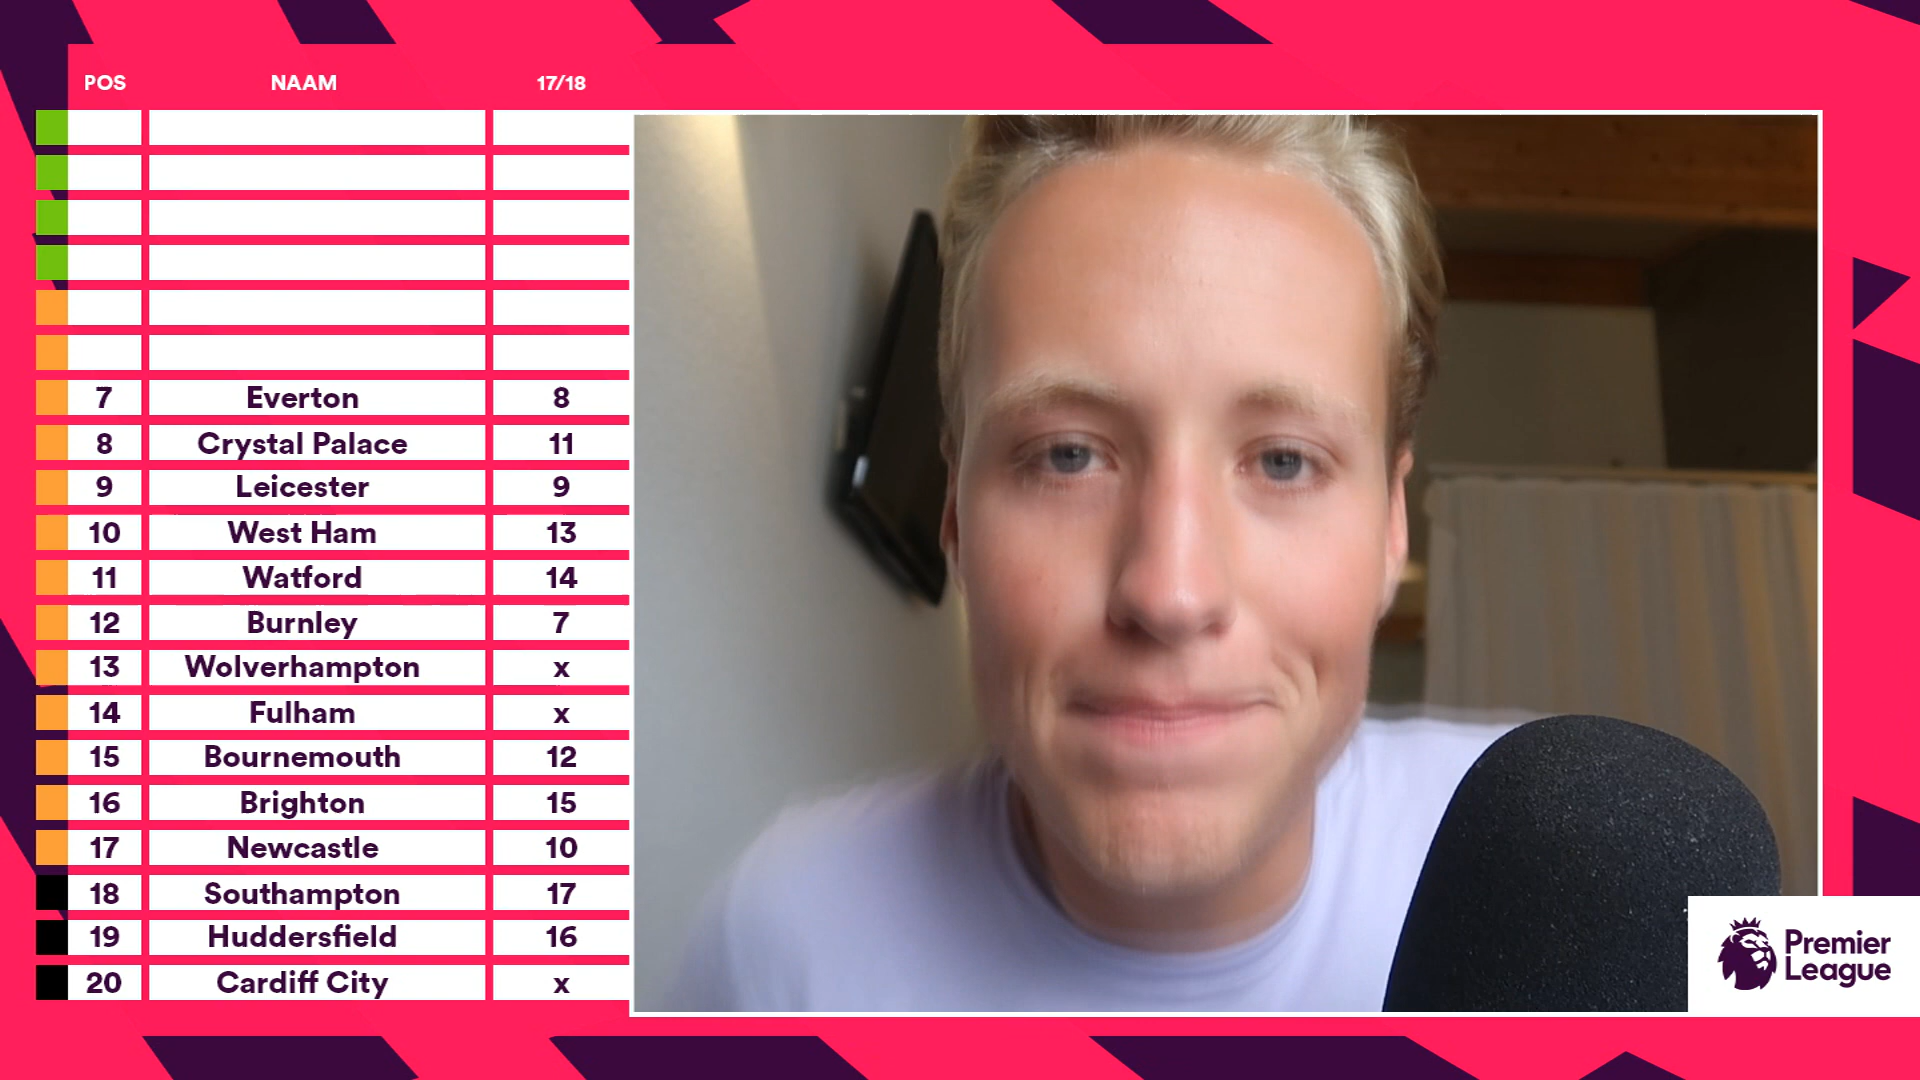 POS NAAM 17/18
7 Everton 8
8 Crystal Palace 11
9 Leicester 9
10 West Ham 13
11 Watford 14
12 Burnley 7
13 Wolverhampton x
14 Fulham x
15 Bournemouth 12
16 Brighton 15
17 Newcastle 10
18 Southampton 17
19 Huddersfield 16
20 Cardiff City x
Premier
League